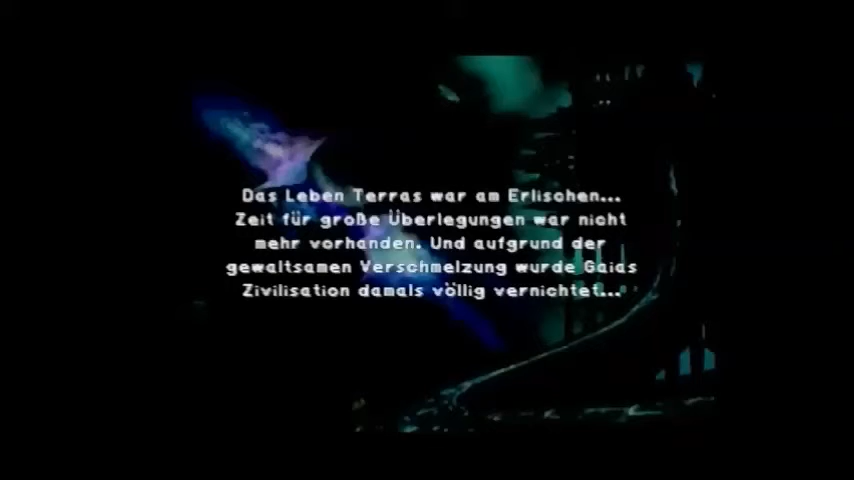 Das Leben Terras war am Erlischen...
Zeit für große Überlegungen war nicht
mehr vorhanden. Und aufgrund der
gewaltsamen Verschmelzung wurde Gaias
Zivilisation damals völlig vernichtet...